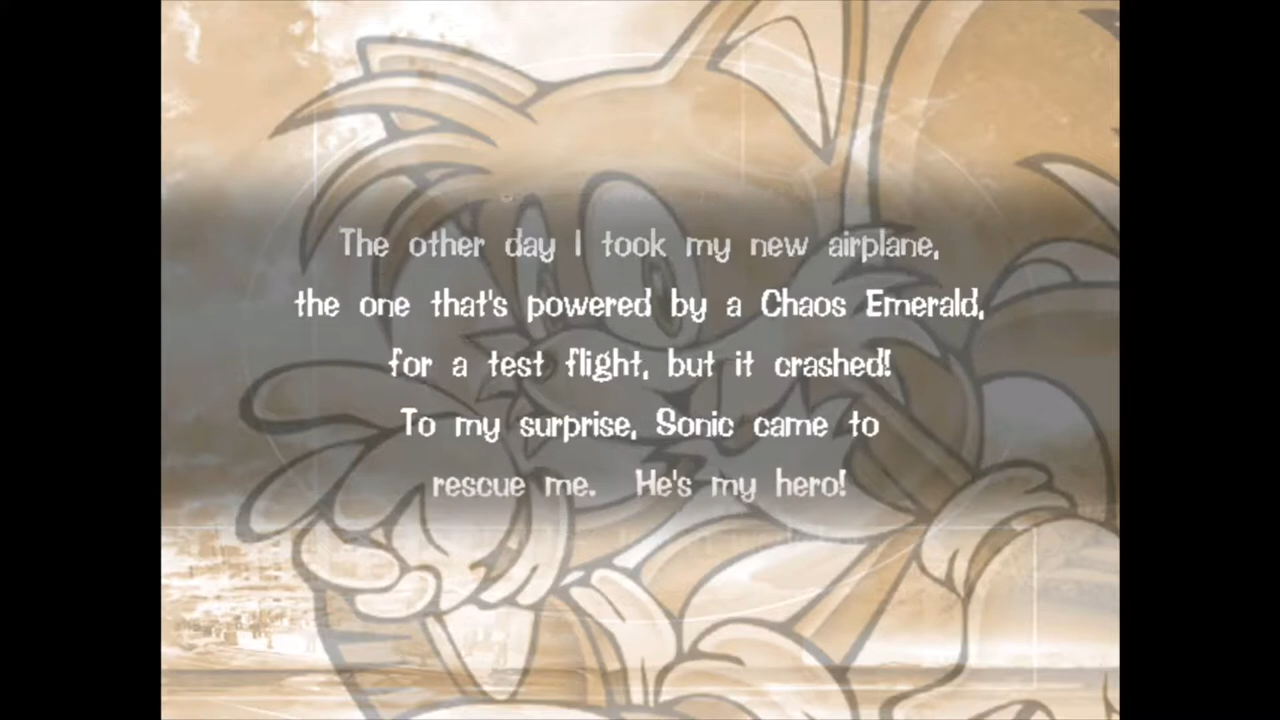 The other day I took my new airplane,
the one that's powered by a Chaos Emerald,
for a test flight, but it crashed!
To my surprise, Sonic came to
rescue me. He's my hero!